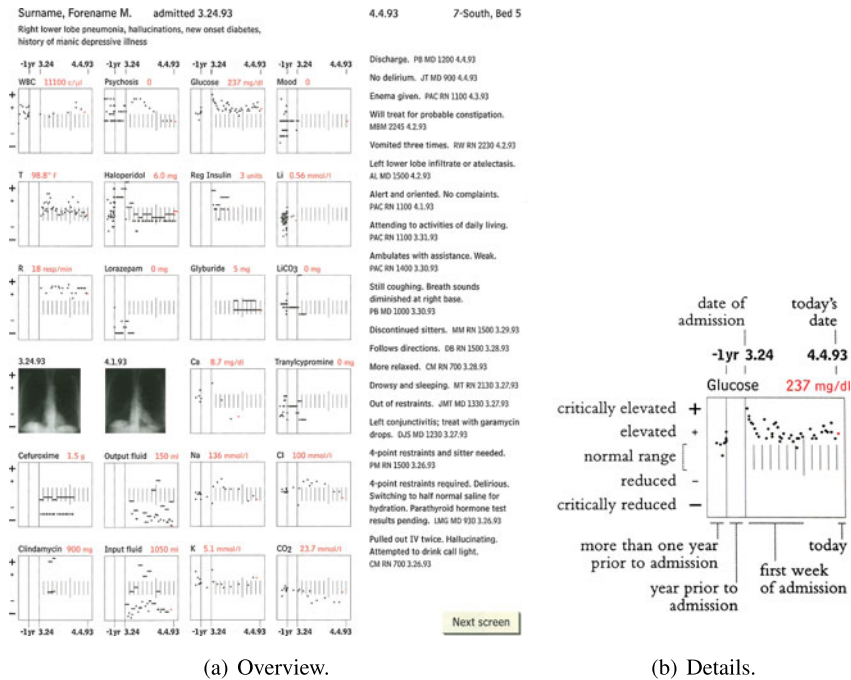 Surname, Forename M. admitted 3.24.93 4.4.93 7-South, Bed 5
Right lower lobe pneumonia, hallucinations, new onset diabetes,
history of manic depressive illness
-1yr 3.24 4.4.93 -1yr 3.24 4.4.93
WBC 11100 c/µl Psychosis 0 Glucose 237 mg/dl Mood 0
T 98.8° F Haloperidol 6.0 mg Reg Insulin 3 units Li 0.56 mmol/l
R 18 resp/min Lorazepam 0 mg Glyburide 5 mg LiCO3 0 mg
3.24.93 4.1.93 Ca 8.7 mg/dl Tranylcypromine 0 mg
Cefuroxime 1.5 g Output fluid 150 ml Na 136 mmol/l Cl 100 mmol/l
Clindamycin 900 mg Input fluid 1050 ml K 5.1 mmol/l CO2 23.7 mmol/l
-1yr 3.24 4.4.93 -1yr 3.24 4.4.93
Discharge. PB MD 1200 4.4.93
No delirium. JT MD 900 4.4.93
Enema given. PAC RN 1100 4.3.93
Will treat for probable constipation.
MBM 2245 4.2.93
Vomited three times. RW RN 2230 4.2.93
Left lower lobe infiltrate or atelectasis.
AL MD 1500 4.2.93
Alert and oriented. No complaints.
PAC RN 1100 4.1.93
Attending to activities of daily living.
PAC RN 1100 3.31.93
Ambulates with assistance. Weak.
PAC RN 1400 3.30.93
Still coughing. Breath sounds
diminished at right base.
PB MD 1000 3.30.93
Discontinued sitters. MM RN 1500 3.29.93
Follows directions. DB RN 1500 3.28.93
More relaxed. CM RN 700 3.28.93
Drowsy and sleeping. MT RN 2130 3.27.93
Out of restraints. JMT MD 1330 3.27.93
Left conjunctivitis; treat with garamycin
drops. DJS MD 1230 3.27.93
4-point restraints and sitter needed.
PM RN 1500 3.26.93
4-point restraints required. Delirious.
Switching to half normal saline for
hydration. Parathyroid hormone test
results pending. LMG MD 930 3.26.93
Pulled out IV twice. Hallucinating.
Attempted to drink call light.
CM RN 700 3.26.93
Next screen
(a) Overview.
date of
admission
today's
date
-1yr 3.24 4.4.93
Glucose 237 mg/dl
critically elevated +
elevated +
normal range
reduced -
critically reduced −
more than one year
prior to admission
year prior to
admission
first week
of admission
today
(b) Details.